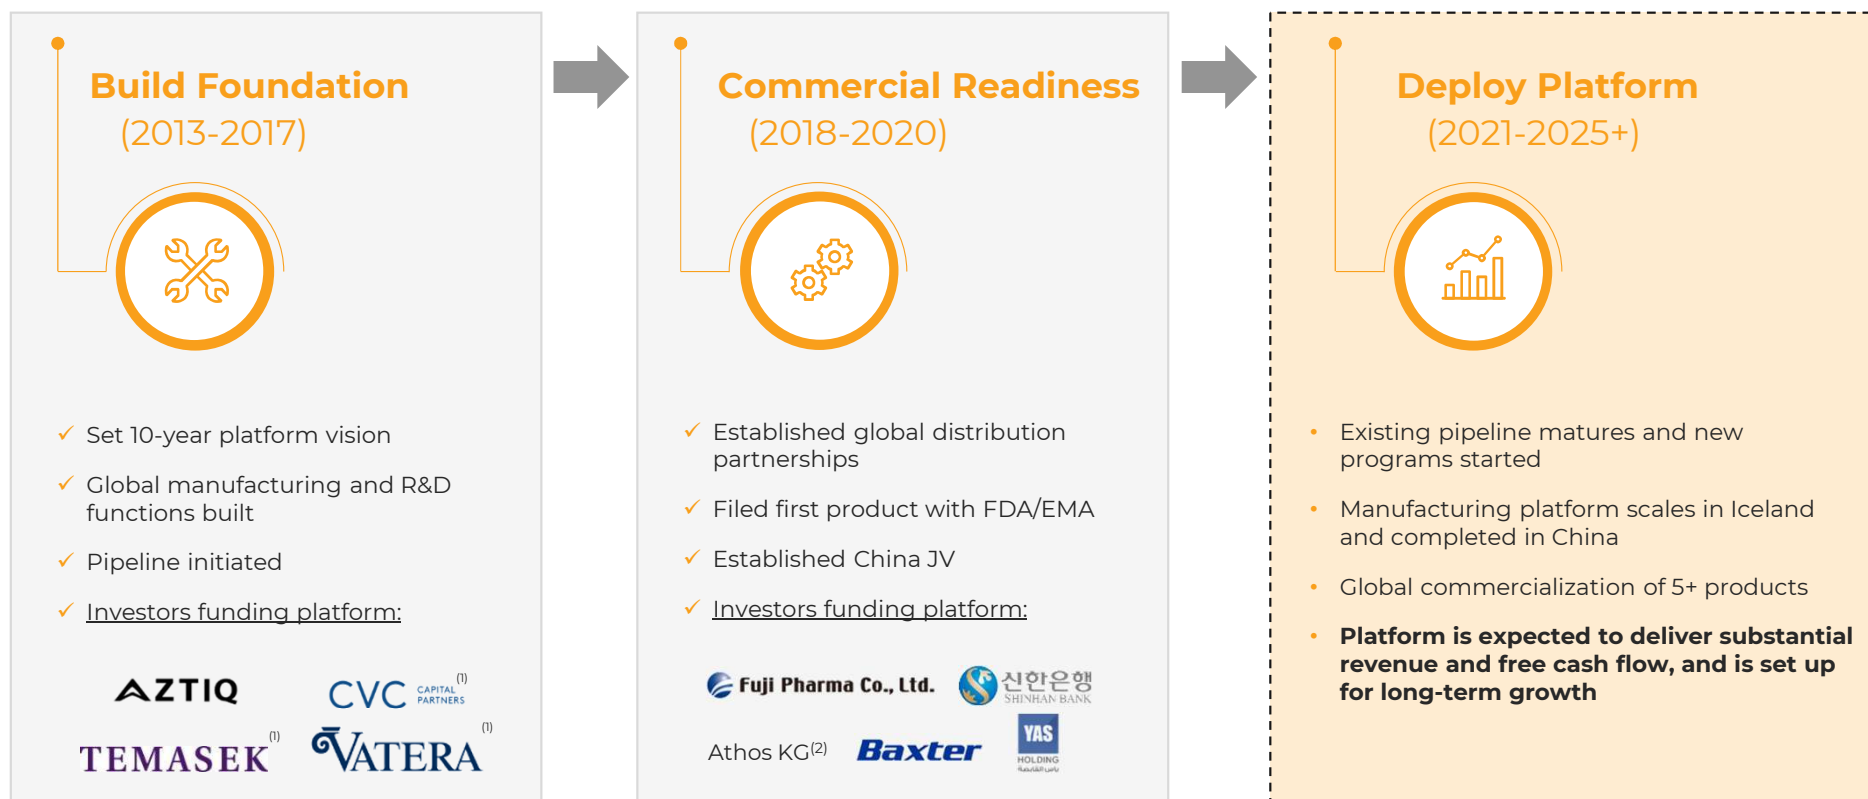 Build Foundation
(2013-2017)
✓ Set 10-year platform vision
✓ Global manufacturing and R&D
functions built
✓ Pipeline initiated
✓ Investors funding platform:
AZTIQ
CVC CAPITAL PARTNERS (1)
TEMASEK (1)
VATERA (1)
Commercial Readiness
(2018-2020)
✓ Established global distribution
partnerships
✓ Filed first product with FDA/EMA
✓ Established China JV
✓ Investors funding platform:
Fuji Pharma Co., Ltd.
신한은행
SHINHAN BANK
Athos KG(2)
Baxter
YAS
HOLDING
ياس القابضة
Deploy Platform
(2021-2025+)
• Existing pipeline matures and new
programs started
• Manufacturing platform scales in Iceland
and completed in China
• Global commercialization of 5+ products
• Platform is expected to deliver substantial
revenue and free cash flow, and is set up
for long-term growth